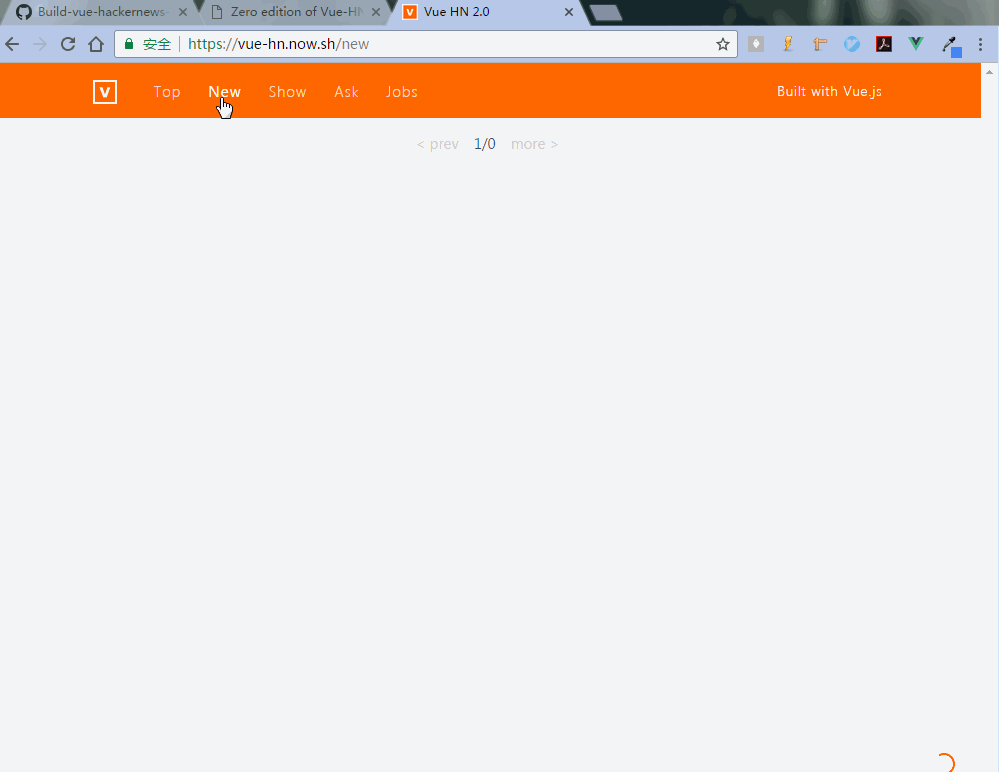 Build-vue-hackernews- Zero edition of Vue-HN Vue HN 2.0
安全 https://vue-hn.now.sh/new
V Top New Show Ask Jobs Built with Vue.js
< prev 1/0 more >